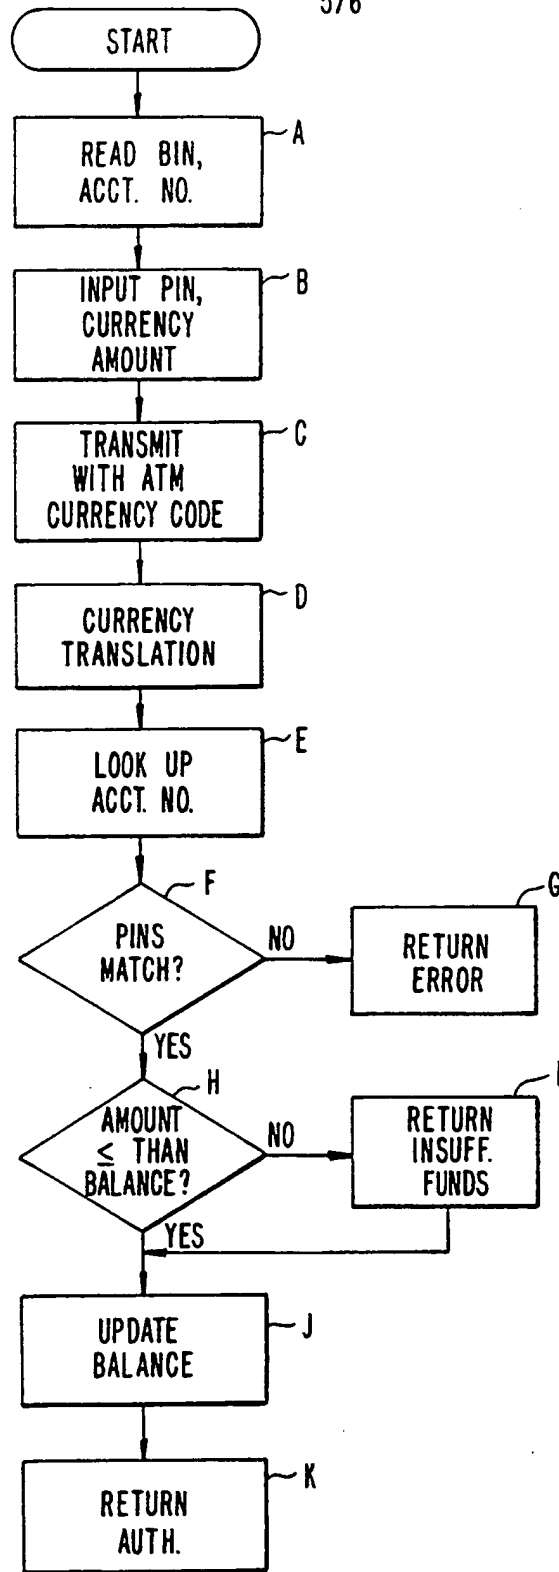 5/6
START
A
READ BIN,
ACCT. NO.
B
INPUT PIN,
CURRENCY
AMOUNT
C
TRANSMIT
WITH ATM
CURRENCY CODE
D
CURRENCY
TRANSLATION
E
LOOK UP
ACCT. NO.
F
PINS
MATCH?
NO
G
RETURN
ERROR
YES
H
AMOUNT
≤ THAN
BALANCE?
NO
I
RETURN
INSUFF.
FUNDS
YES
J
UPDATE
BALANCE
K
RETURN
AUTH.